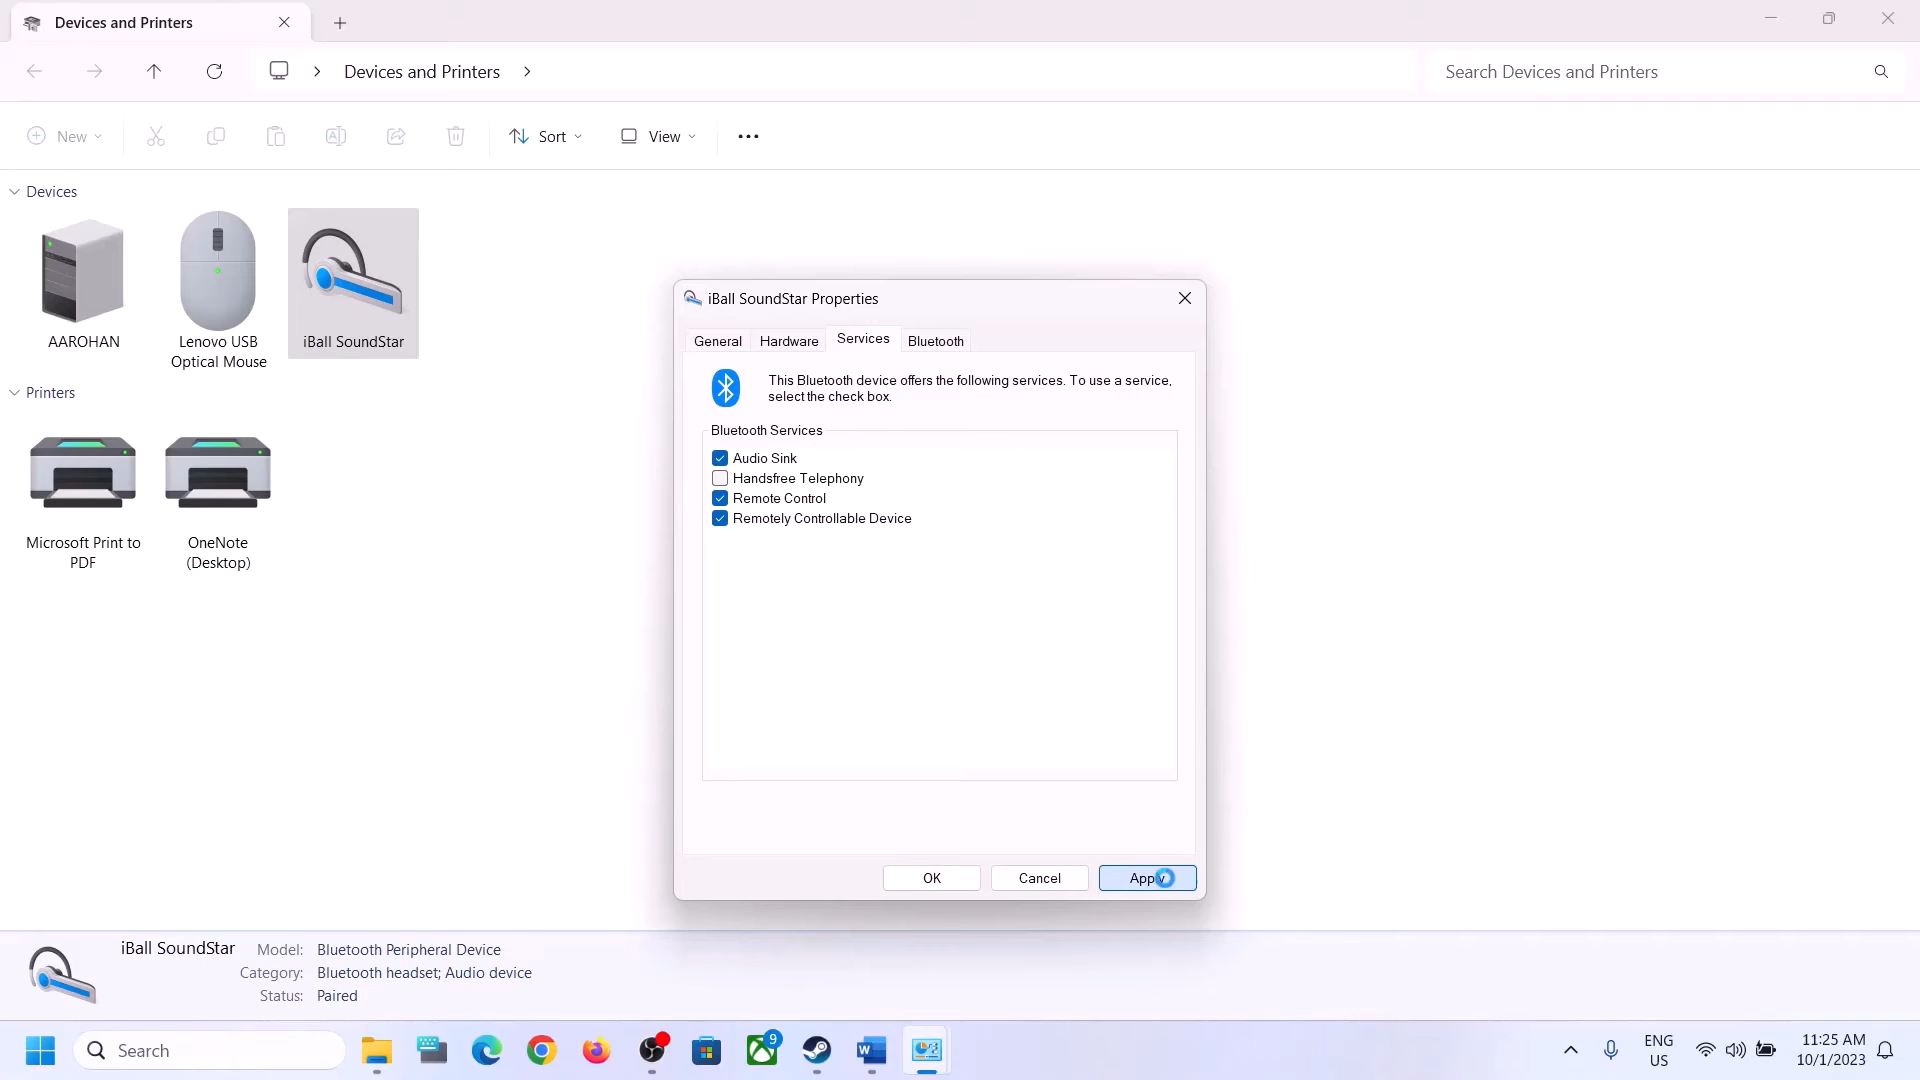 Devices and Printers
Devices and Printers
Search Devices and Printers
New
Sort
View
Devices
AAROHAN
Lenovo USB
Optical Mouse
iBall SoundStar
Printers
Microsoft Print to
PDF
OneNote
(Desktop)
iBall SoundStar Properties
General Hardware Services Bluetooth
This Bluetooth device offers the following services. To use a service,
select the check box.
Bluetooth Services
Audio Sink
Handsfree Telephony
Remote Control
Remotely Controllable Device
OK Cancel Apply
iBall SoundStar
Model: Bluetooth Peripheral Device
Category: Bluetooth headset; Audio device
Status: Paired
Search
9
ENG
US
11:25 AM
10/1/2023